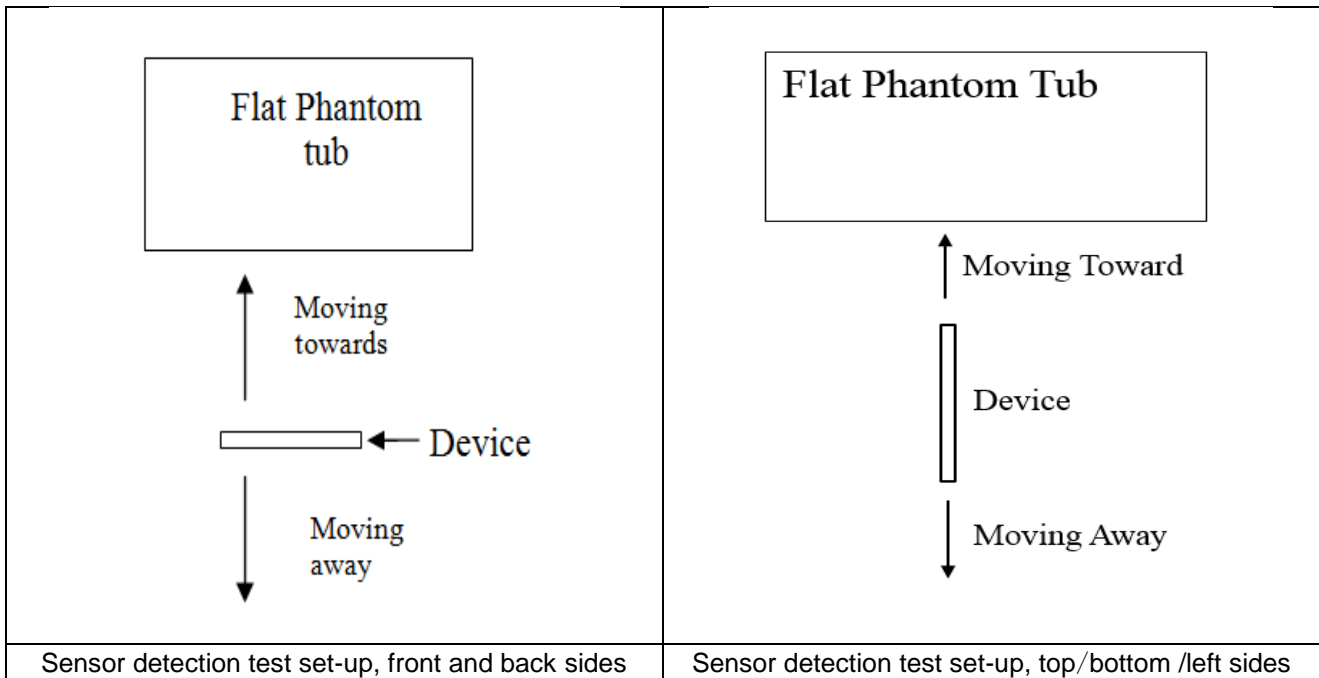 Flat Phantom
tub
Moving
towards
Device
Moving
away
Sensor detection test set-up, front and back sides
Flat Phantom Tub
Moving Toward
Device
Moving Away
Sensor detection test set-up, top/bottom /left sides